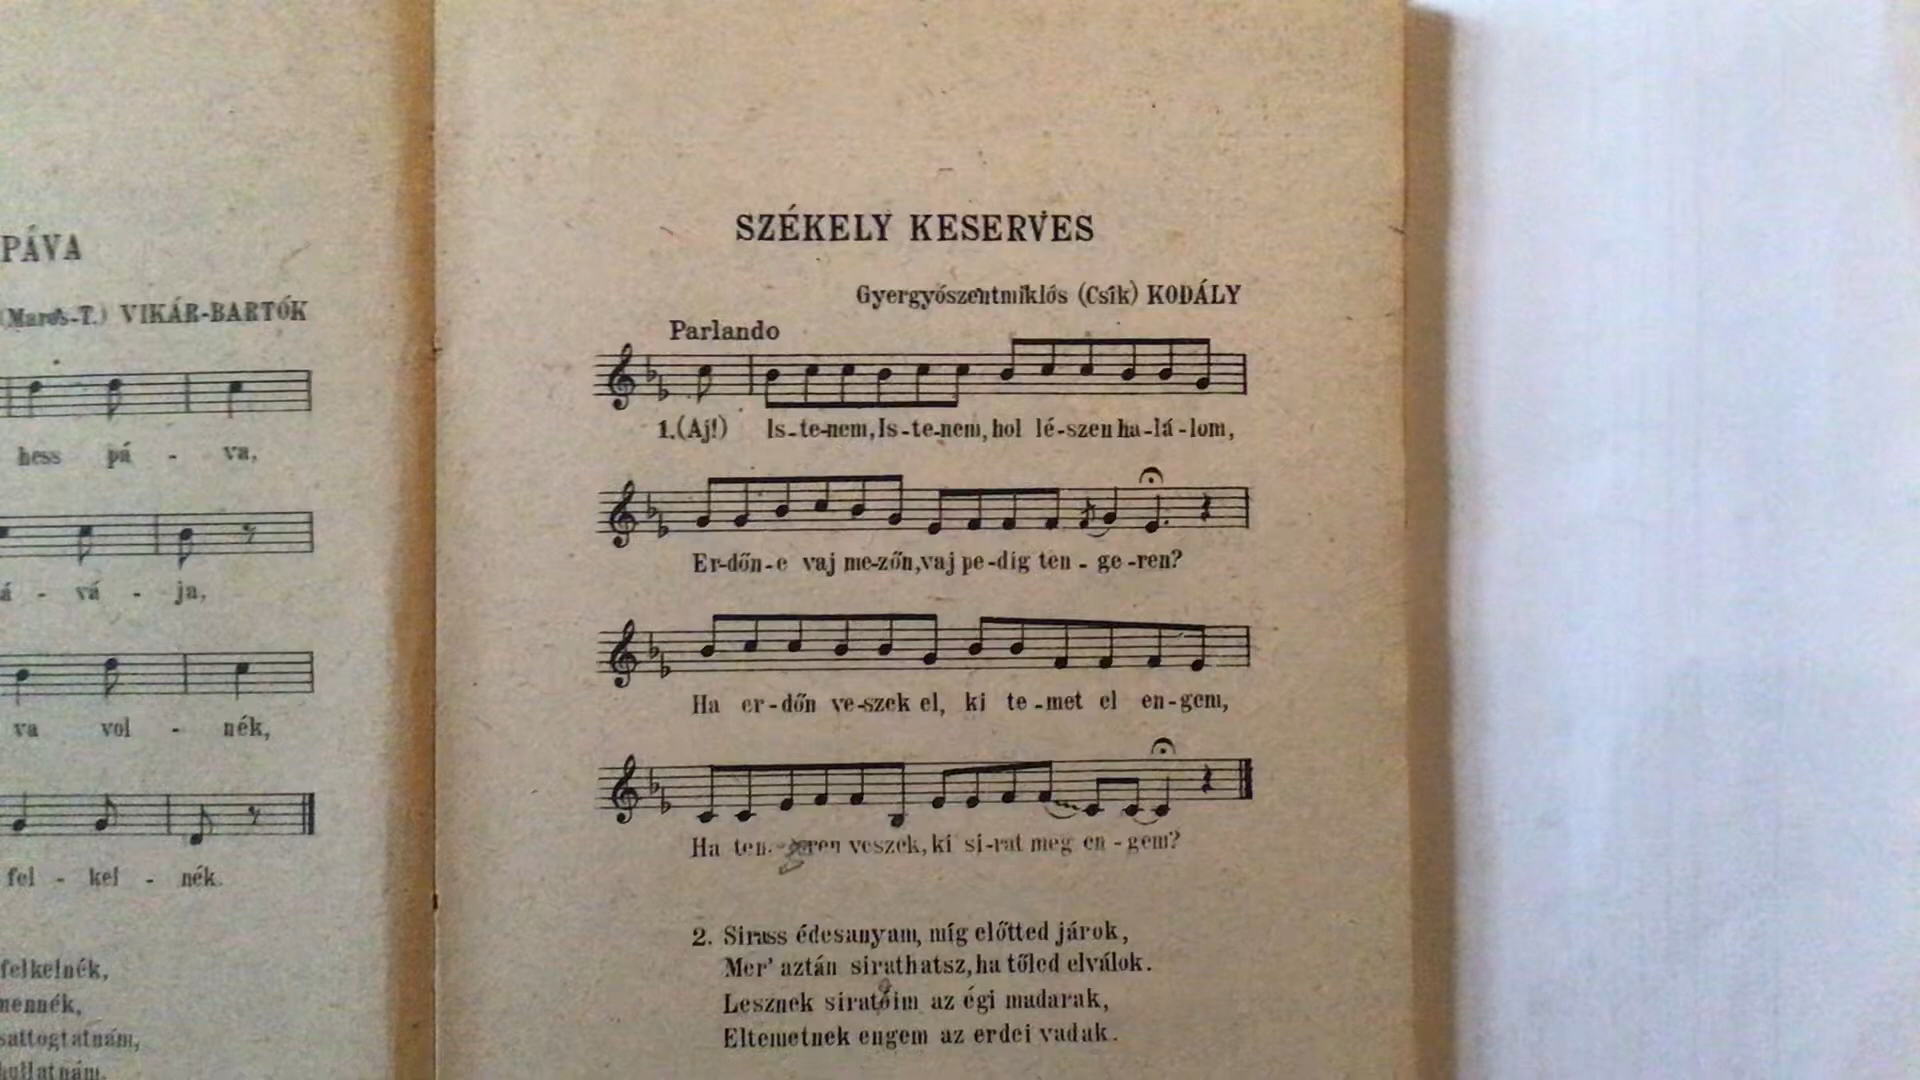 PÁVA
(Maros-T.) VIKÁR-BARTÓK
hess pá - va,
á - vá - ja,
va vol - nék,
fel - kel - nék.
felkelnék,
mennék,
sattogtatnám,
hullatnám,
SZÉKELY KESERVES
Gyergyószentmiklós (Csík) KODÁLY
Parlando
1.(Aj!) Is-te-nem, Is-te-nem, hol lé-szen ha-lá-lom,
Er-dőn-e vaj me-zőn, vaj pe-dig ten - ge-ren?
Ha er-dőn ve-szek el, ki te-met el en-gem,
Ha ten- veszek, ki si-rat meg en - gem?
2. Sirass édesanyam, míg előtted járok,
Mer' aztán sirathatsz, ha tőled elválok.
Lesznek siratóim az égi madarak,
Eltemetnek engem az erdei vadak.